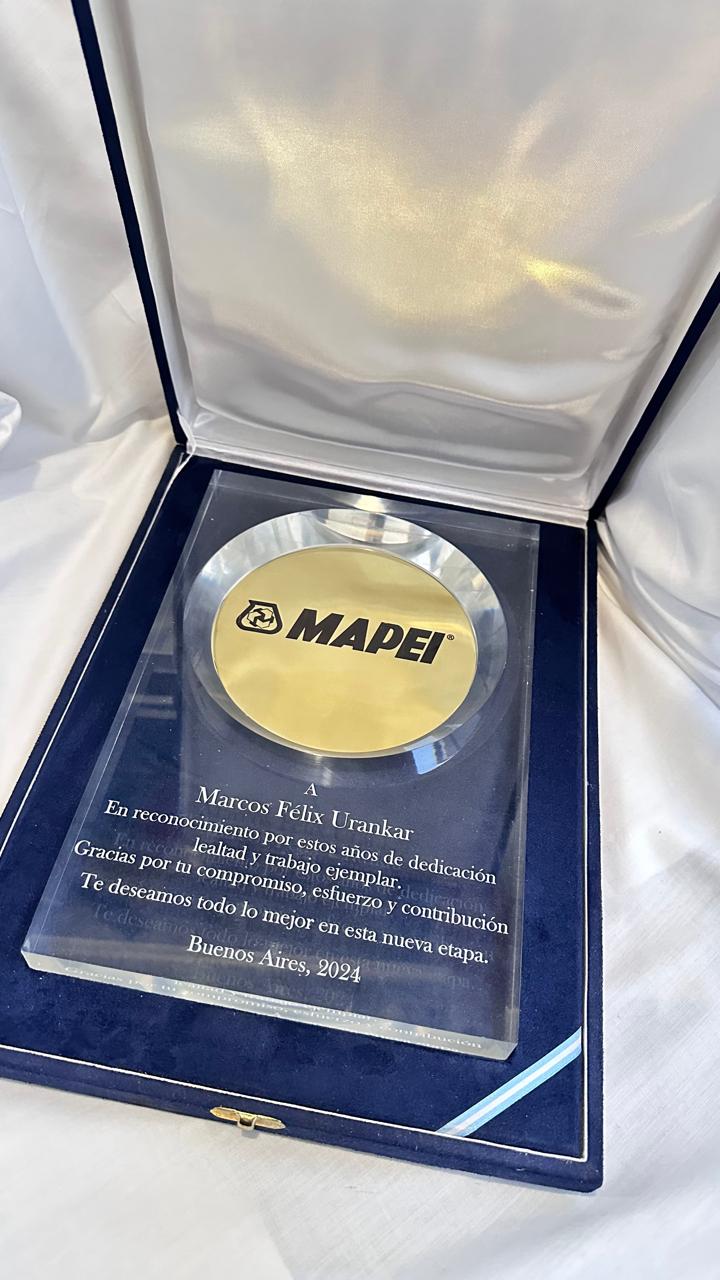 MAPEI®
A
Marcos Félix Urankar
En reconocimiento por estos años de dedicación
lealtad y trabajo ejemplar.
Gracias por tu compromiso, esfuerzo y contribución
Te deseamos todo lo mejor en esta nueva etapa.
Buenos Aires, 2024